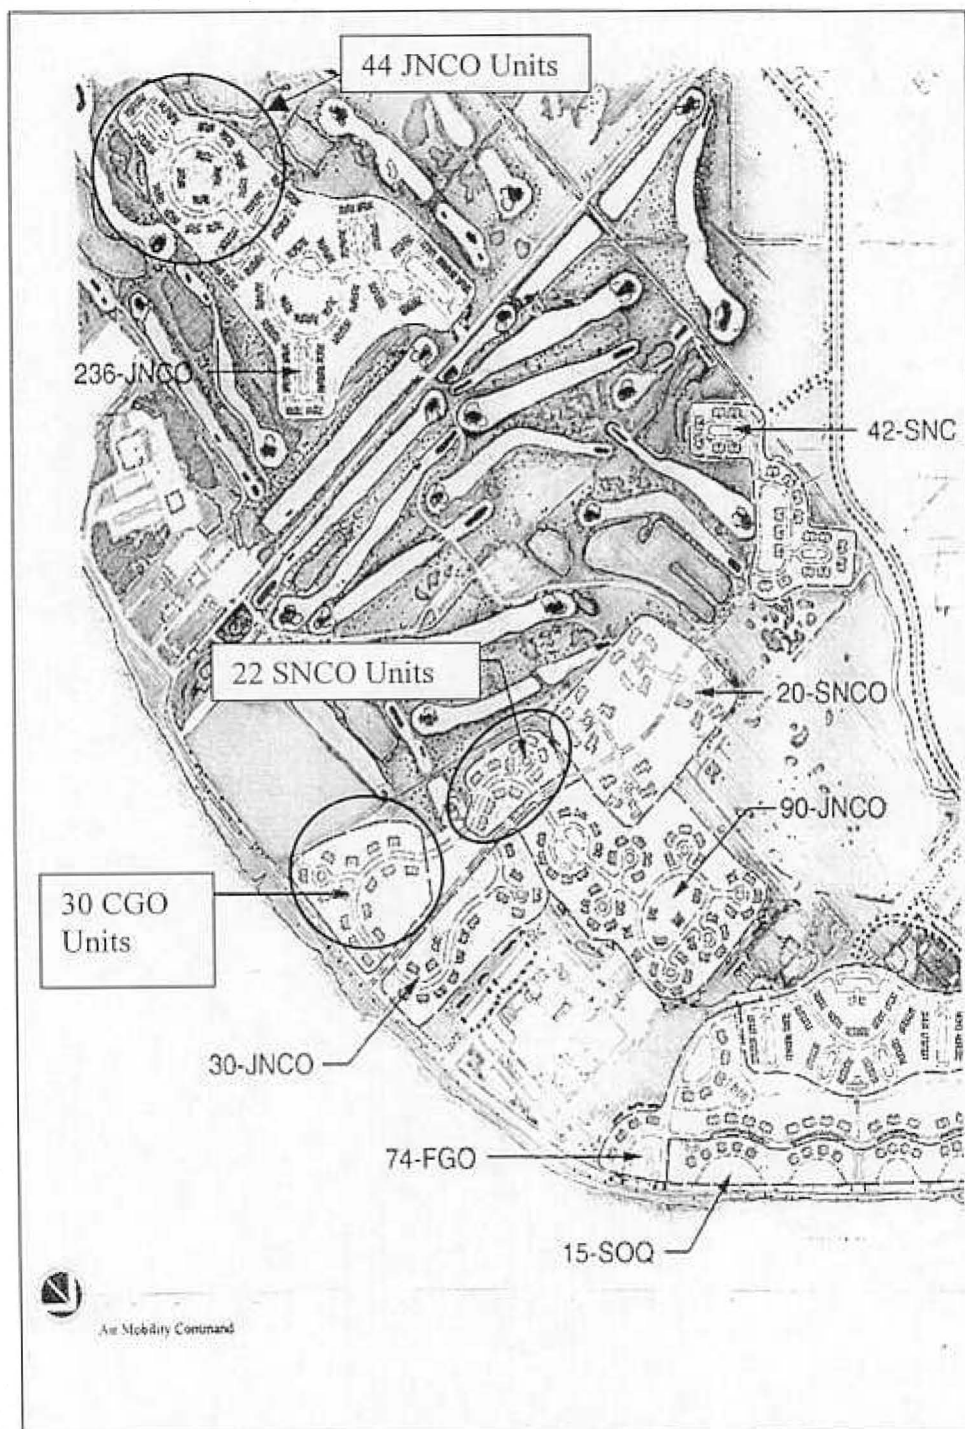 44 JNCO Units
236-JNCO
42-SNC
22 SNCO Units
20-SNCO
90-JNCO
30 CGO
Units
30-JNCO
74-FGO
15-SOQ
Air Mobility Command